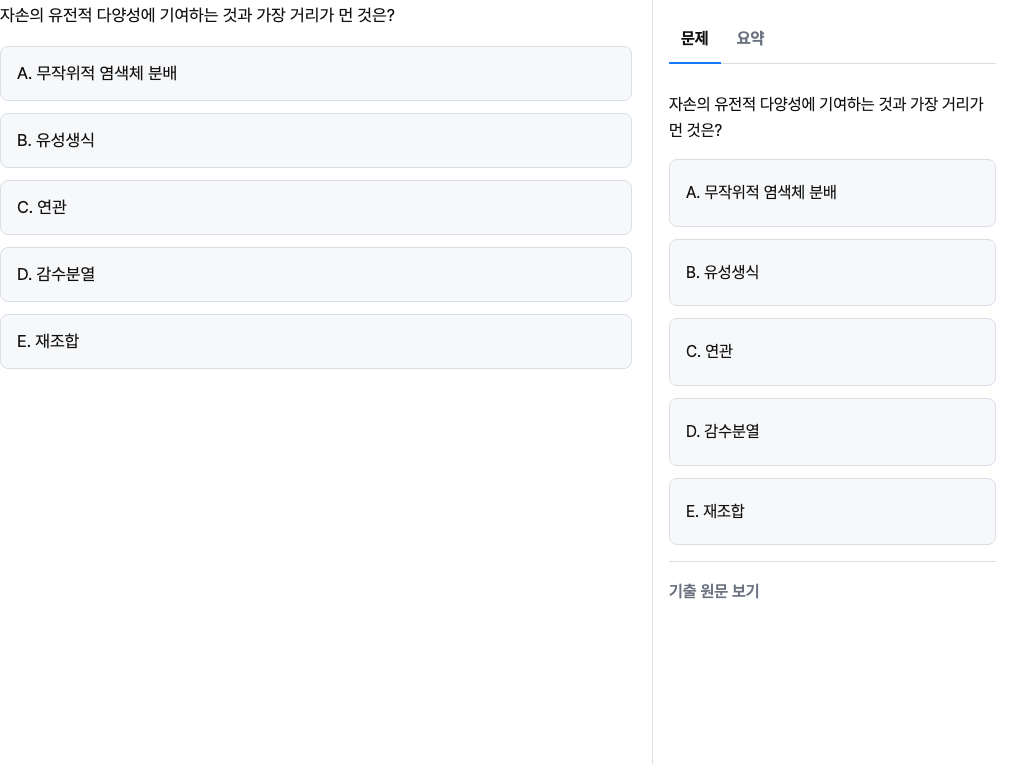 자손의 유전적 다양성에 기여하는 것과 가장 거리가 먼 것은?
A. 무작위적 염색체 분배
B. 유성생식
C. 연관
D. 감수분열
E. 재조합
문제 요약
자손의 유전적 다양성에 기여하는 것과 가장 거리가
먼 것은?
A. 무작위적 염색체 분배
B. 유성생식
C. 연관
D. 감수분열
E. 재조합
기출 원문 보기